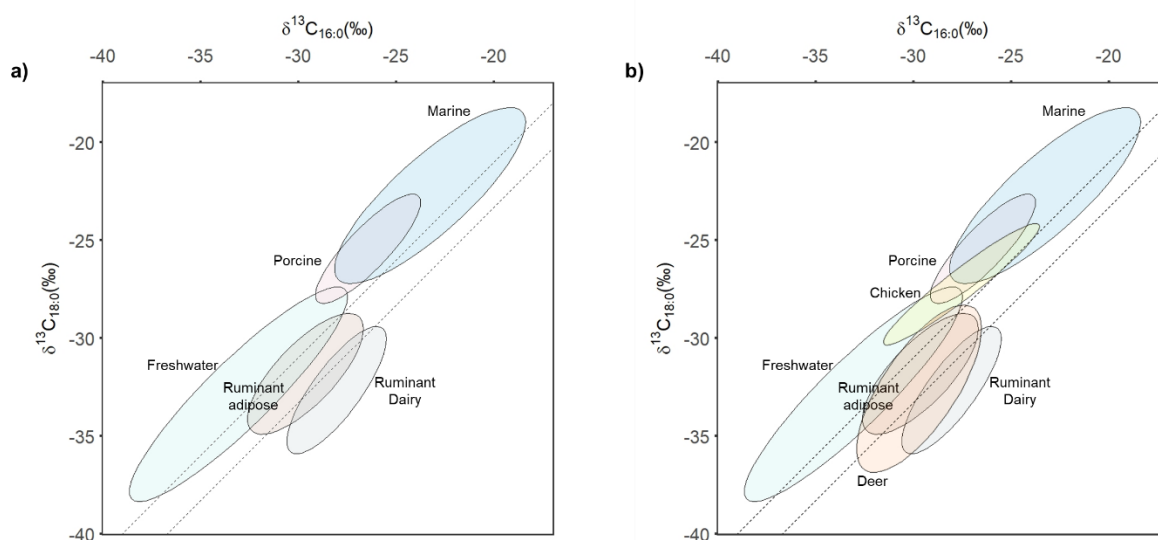 a)
δ¹³C₁₆:₀(‰)
-40 -35 -30 -25 -20
δ¹³C₁₈:₀(‰)
-20
-25
-30
-35
-40
Marine
Porcine
Freshwater
Ruminant
adipose
Ruminant
Dairy
b)
δ¹³C₁₆:₀(‰)
-40 -35 -30 -25 -20
δ¹³C₁₈:₀(‰)
-20
-25
-30
-35
-40
Marine
Porcine
Chicken
Freshwater
Ruminant
adipose
Ruminant
Dairy
Deer